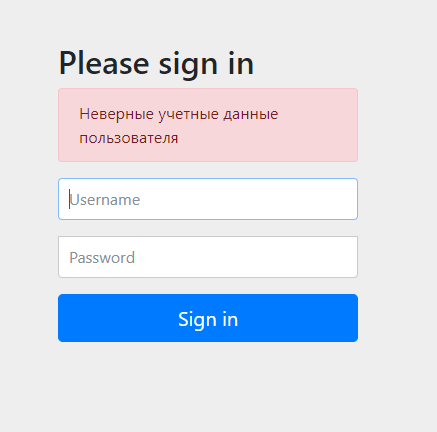 Please sign in
Неверные учетные данные
пользователя
Username
Password
Sign in